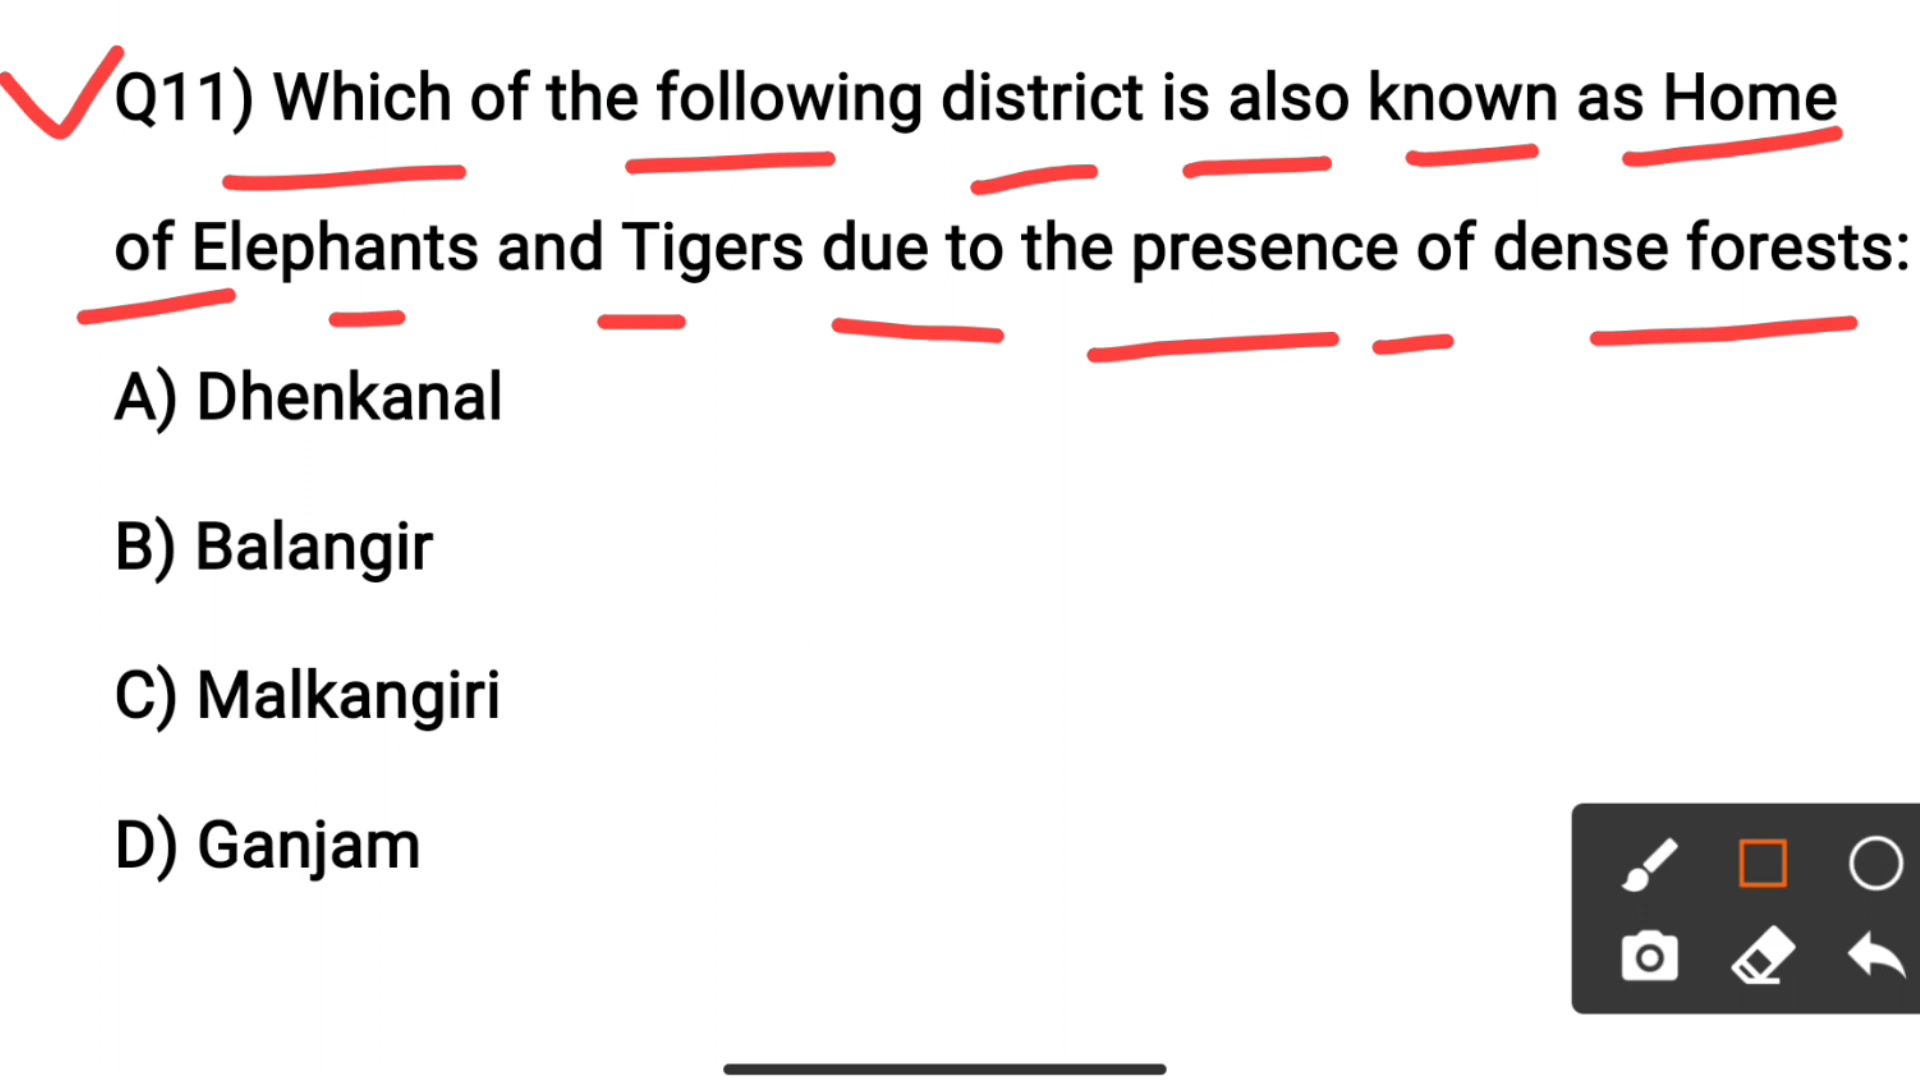 Q11) Which of the following district is also known as Home
of Elephants and Tigers due to the presence of dense forests:
A) Dhenkanal
B) Balangir
C) Malkangiri
D) Ganjam